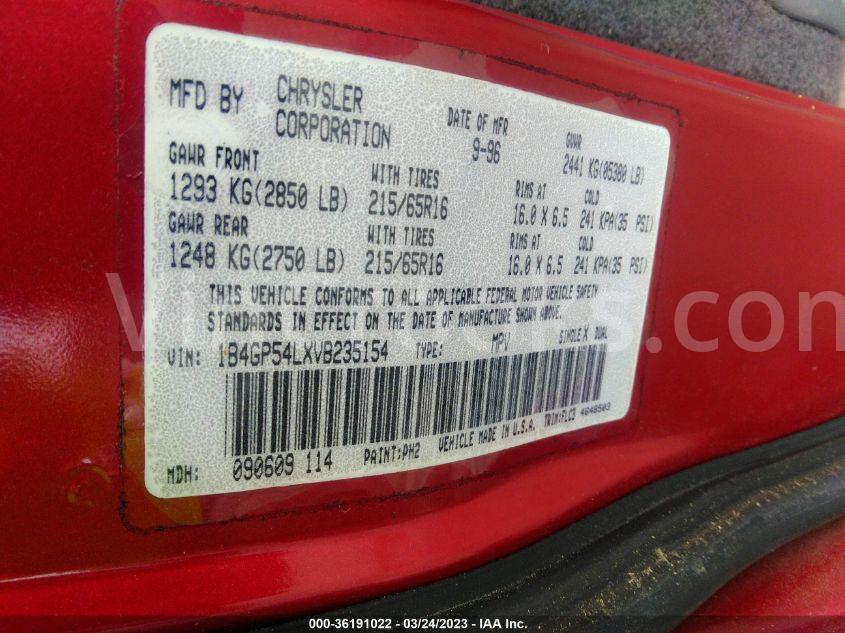 MFD BY CHRYSLER CORPORATION DATE OF MFR 9-96 GVWR 2441 KG(05380 LB)
GAWR FRONT WITH TIRES RIMS AT COLD
1293 KG(2850 LB) 215/65R16 16.0 X 6.5 241 KPA(35 PSI)
GAWR REAR WITH TIRES RIMS AT COLD
1248 KG(2750 LB) 215/65R16 16.0 X 6.5 241 KPA(35 PSI)
THIS VEHICLE CONFORMS TO ALL APPLICABLE FEDERAL MOTOR VEHICLE SAFETY
STANDARDS IN EFFECT ON THE DATE OF MANUFACTURE SHOWN ABOVE.
VIN: 1B4GP54LXVB235154 TYPE: MPV SINGLE X DUAL
MDH: 090609 114 PAINT:PH2 VEHICLE MADE IN U.S.A. TRIM:FLC3 4648503
000-36191022 / 03/24/2023 - IAA Inc.